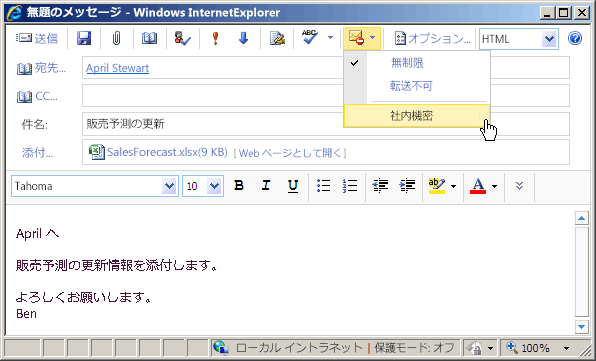 無題のメッセージ - Windows InternetExplorer
送信 ABC オプション... HTML
無制限
転送不可
社内機密
宛先... April Stewart
CC...
件名: 販売予測の更新
添付... SalesForecast.xlsx(9 KB) [Web ページとして開く]
Tahoma 10 B I U ab A
April へ
販売予測の更新情報を添付します。
よろしくお願いします。
Ben
ローカル イントラネット | 保護モード: オフ 100%